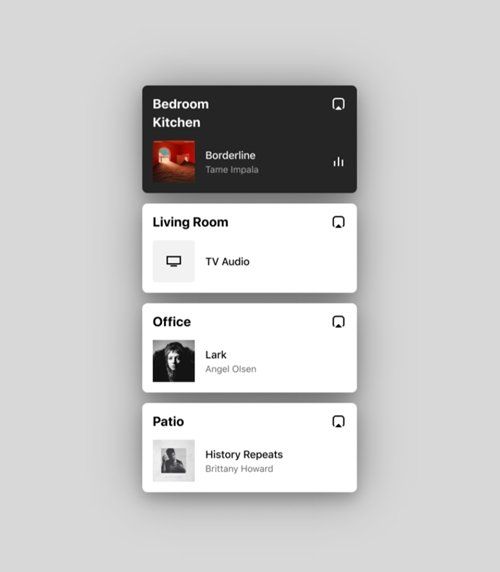 Bedroom
Kitchen
Borderline
Tame Impala
Living Room
TV Audio
Office
Lark
Angel Olsen
Patio
History Repeats
Brittany Howard